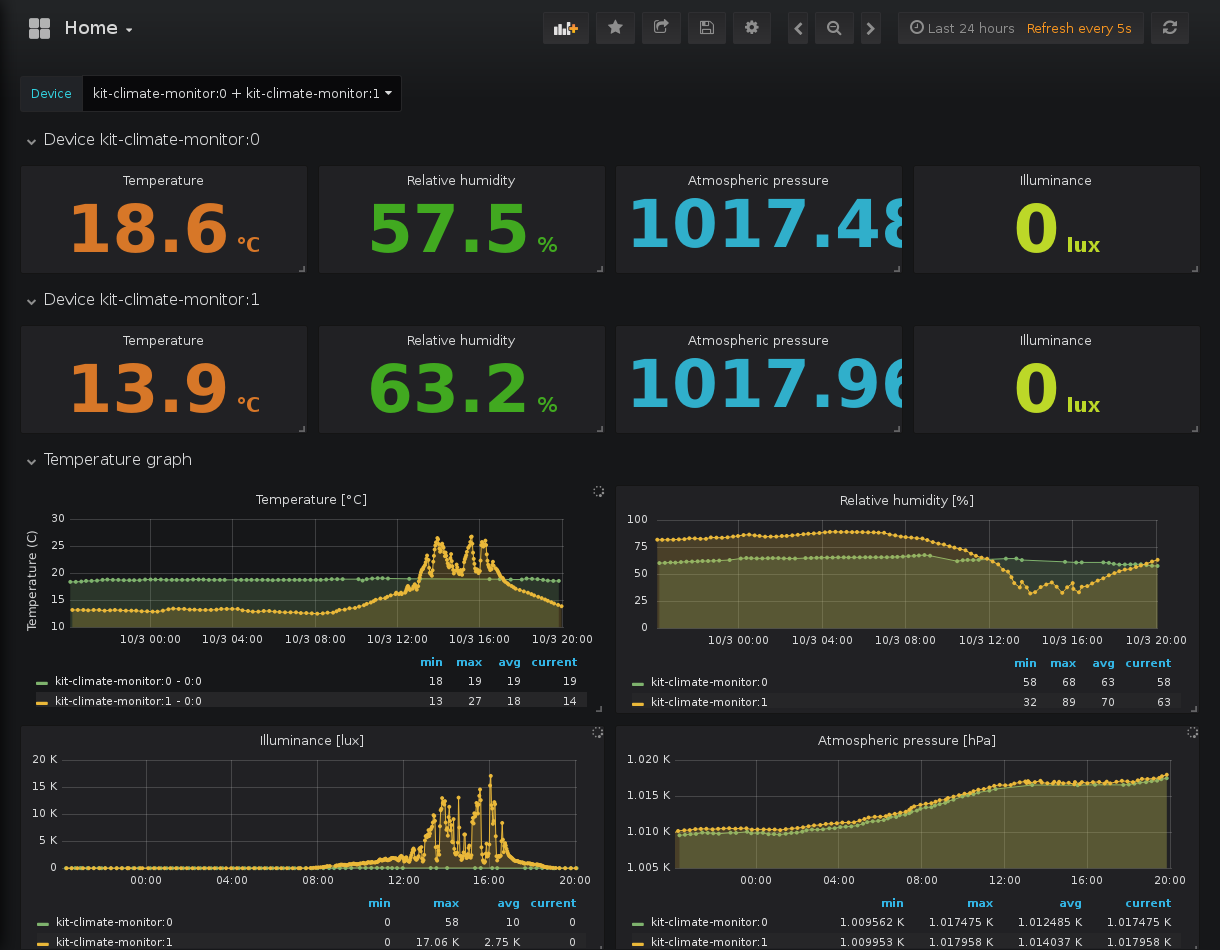 Home
Last 24 hours Refresh every 5s
Device kit-climate-monitor:0 + kit-climate-monitor:1
Device kit-climate-monitor:0
Temperature Relative humidity Atmospheric pressure Illuminance
18.6 °C 57.5 % 1017.48 0 lux
Device kit-climate-monitor:1
Temperature Relative humidity Atmospheric pressure Illuminance
13.9 °C 63.2 % 1017.96 0 lux
Temperature graph
Temperature [°C]
Temperature (C)
30
25
20
15
10
10/3 00:00 10/3 04:00 10/3 08:00 10/3 12:00 10/3 16:00 10/3 20:00
min max avg current
kit-climate-monitor:0 - 0:0 18 19 19 19
kit-climate-monitor:1 - 0:0 13 27 18 14
Relative humidity [%]
100
75
50
25
0
10/3 00:00 10/3 04:00 10/3 08:00 10/3 12:00 10/3 16:00 10/3 20:00
min max avg current
kit-climate-monitor:0 58 68 63 58
kit-climate-monitor:1 32 89 70 63
Illuminance [lux]
20 K
15 K
10 K
5 K
0
00:00 04:00 08:00 12:00 16:00 20:00
min max avg current
kit-climate-monitor:0 0 58 10 0
kit-climate-monitor:1 0 17.06 K 2.75 K 0
Atmospheric pressure [hPa]
1.020 K
1.015 K
1.010 K
1.005 K
00:00 04:00 08:00 12:00 16:00 20:00
min max avg current
kit-climate-monitor:0 1.009562 K 1.017475 K 1.012485 K 1.017475 K
kit-climate-monitor:1 1.009953 K 1.017958 K 1.014037 K 1.017958 K